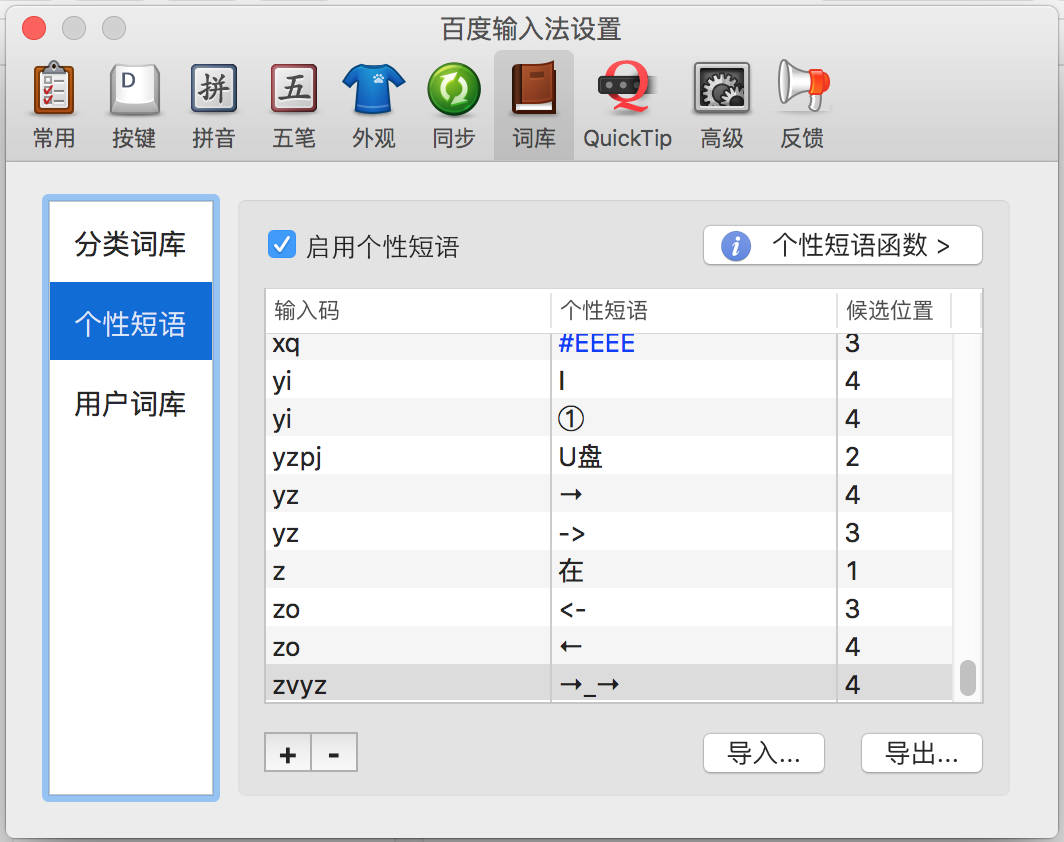 百度输入法设置
D 拼 五 Q
常用 按键 拼音 五笔 外观 同步 词库 QuickTip 高级 反馈
分类词库
个性短语
用户词库
启用个性短语 i 个性短语函数 >
输入码 个性短语 候选位置
xq #EEEE 3
yi I 4
yi ① 4
yzpj U盘 2
yz → 4
yz -> 3
z 在 1
zo <- 3
zo ← 4
zvyz →_→ 4
+ -
导入... 导出...